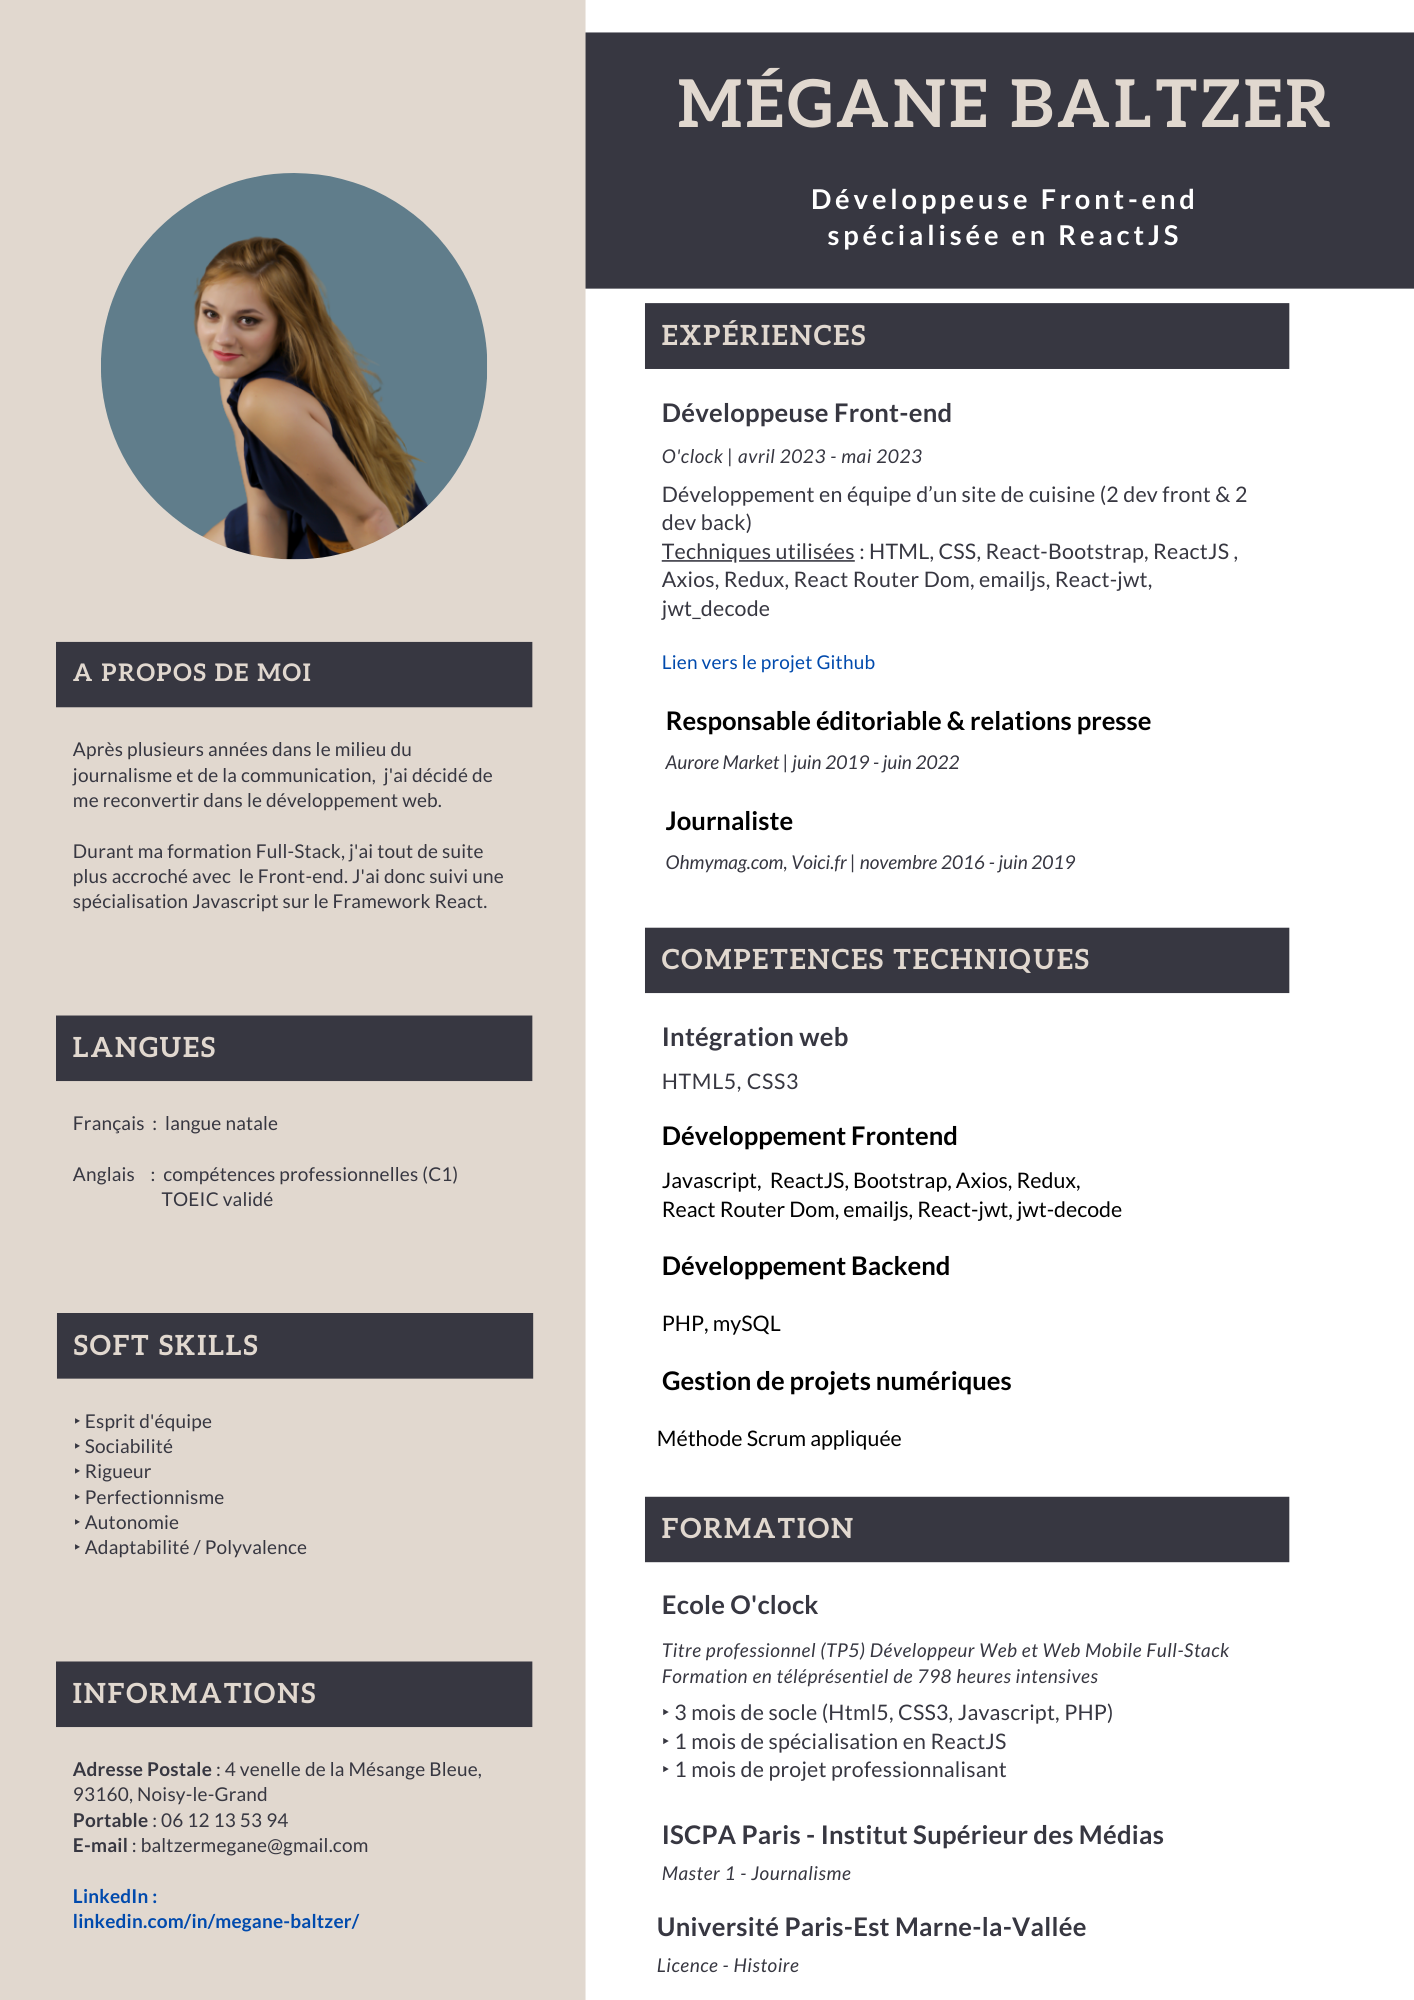 MÉGANE BALTZER
Développeuse Front-end
spécialisée en ReactJS
A PROPOS DE MOI
Après plusieurs années dans le milieu du
journalisme et de la communication,  j'ai décidé de
me reconvertir dans le développement web.
Durant ma formation Full-Stack, j'ai tout de suite
plus accroché avec  le Front-end. J'ai donc suivi une
spécialisation Javascript sur le Framework React.
LANGUES
Français  :  langue natale
Anglais   :  compétences professionnelles (C1)
TOEIC validé
SOFT SKILLS
‣ Esprit d'équipe
‣ Sociabilité
‣ Rigueur
‣ Perfectionnisme
‣ Autonomie
‣ Adaptabilité / Polyvalence
INFORMATIONS
Adresse Postale : 4 venelle de la Mésange Bleue,
93160, Noisy-le-Grand
Portable : 06 12 13 53 94
E-mail : baltzermegane@gmail.com
LinkedIn :
linkedin.com/in/megane-baltzer/
EXPÉRIENCES
Développeuse Front-end
O'clock | avril 2023 - mai 2023
Développement en équipe d’un site de cuisine (2 dev front & 2
dev back)
Techniques utilisées : HTML, CSS, React-Bootstrap, ReactJS ,
Axios, Redux, React Router Dom, emailjs, React-jwt,
jwt_decode
Lien vers le projet Github
Responsable éditoriable & relations presse
Aurore Market | juin 2019 - juin 2022
Journaliste
Ohmymag.com, Voici.fr | novembre 2016 - juin 2019
COMPETENCES TECHNIQUES
Intégration web
HTML5, CSS3
Développement Frontend
Javascript,  ReactJS, Bootstrap, Axios, Redux,
React Router Dom, emailjs, React-jwt, jwt-decode
Développement Backend
PHP, mySQL
Gestion de projets numériques
Méthode Scrum appliquée
FORMATION
Ecole O'clock
Titre professionnel (TP5) Développeur Web et Web Mobile Full-Stack
Formation en téléprésentiel de 798 heures intensives
‣ 3 mois de socle (Html5, CSS3, Javascript, PHP)
‣ 1 mois de spécialisation en ReactJS
‣ 1 mois de projet professionnalisant
ISCPA Paris - Institut Supérieur des Médias
Master 1 - Journalisme
Université Paris-Est Marne-la-Vallée
Licence - Histoire